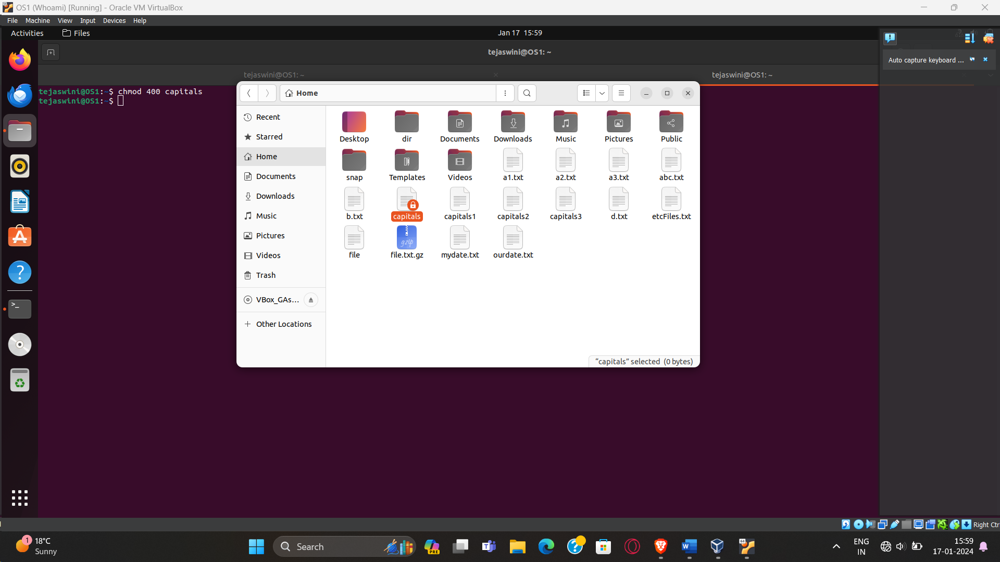 OS1 (Whoami) [Running] - Oracle VM VirtualBox
File Machine View Input Devices Help
Activities Files Jan 17 15:59
tejaswini@OS1: ~
Auto capture keyboard ...
tejaswini@OS1: ~ tejaswini@OS1: ~
tejaswini@OS1:~$ chmod 400 capitals
tejaswini@OS1:~$
Home
Recent
Starred
Home
Documents
Downloads
Music
Pictures
Videos
Trash
VBox_GAs...
Other Locations
Desktop dir Documents Downloads Music Pictures Public
snap Templates Videos a1.txt a2.txt a3.txt abc.txt
b.txt capitals capitals1 capitals2 capitals3 d.txt etcFiles.txt
gzip
file file.txt.gz mydate.txt ourdate.txt
“capitals” selected (0 bytes)
Right Ctr
1 18°C
Sunny
Search
PRE
64
ENG
IN
15:59
17-01-2024